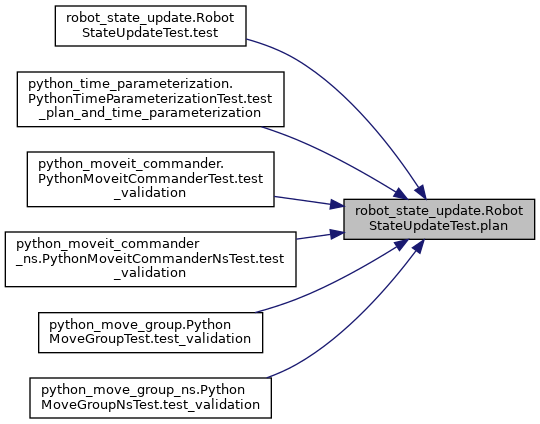 robot_state_update.Robot
StateUpdateTest.test
python_time_parameterization.
PythonTimeParameterizationTest.test
_plan_and_time_parameterization
python_moveit_commander.
PythonMoveitCommanderTest.test
_validation
python_moveit_commander
_ns.PythonMoveitCommanderNsTest.test
_validation
python_move_group.Python
MoveGroupTest.test_validation
python_move_group_ns.Python
MoveGroupNsTest.test_validation
robot_state_update.Robot
StateUpdateTest.plan